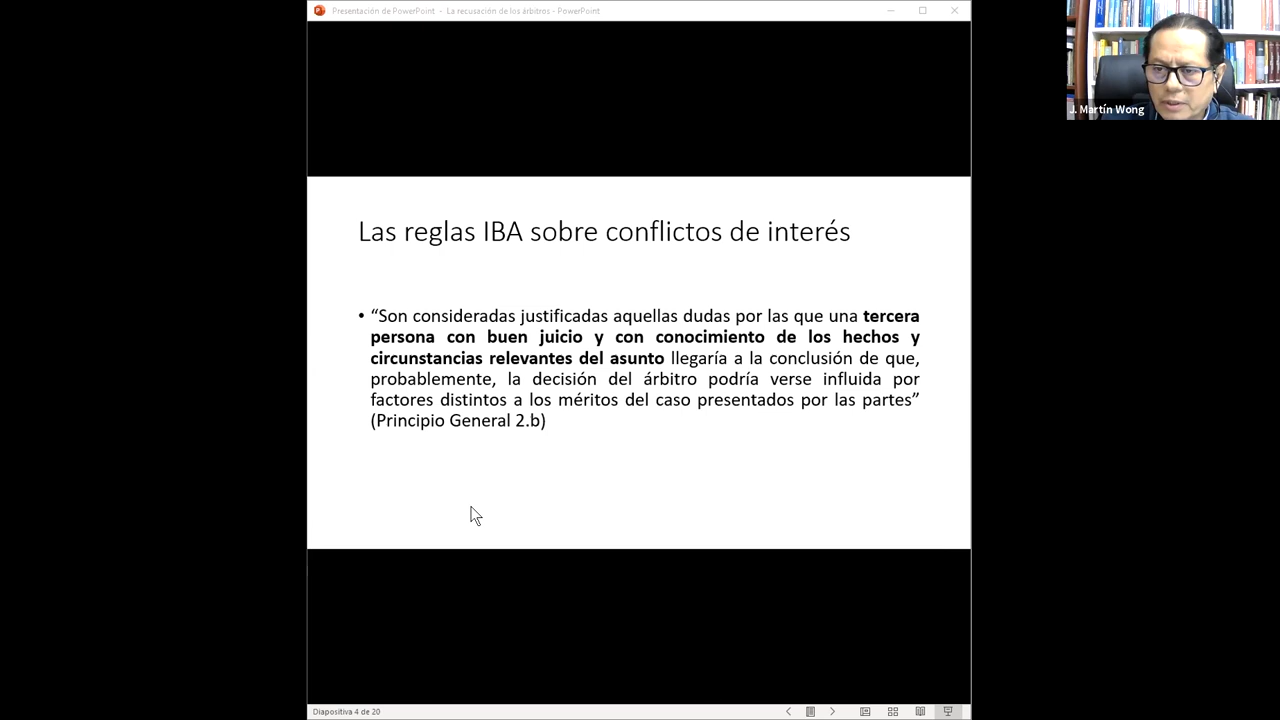 Presentación de PowerPoint - La recusación de los árbitros - PowerPoint
J. Martín Wong
Las reglas IBA sobre conflictos de interés
• “Son consideradas justificadas aquellas dudas por las que una tercera
persona con buen juicio y con conocimiento de los hechos y
circunstancias relevantes del asunto llegaría a la conclusión de que,
probablemente, la decisión del árbitro podría verse influida por
factores distintos a los méritos del caso presentados por las partes”
(Principio General 2.b)
Diapositiva 4 de 20